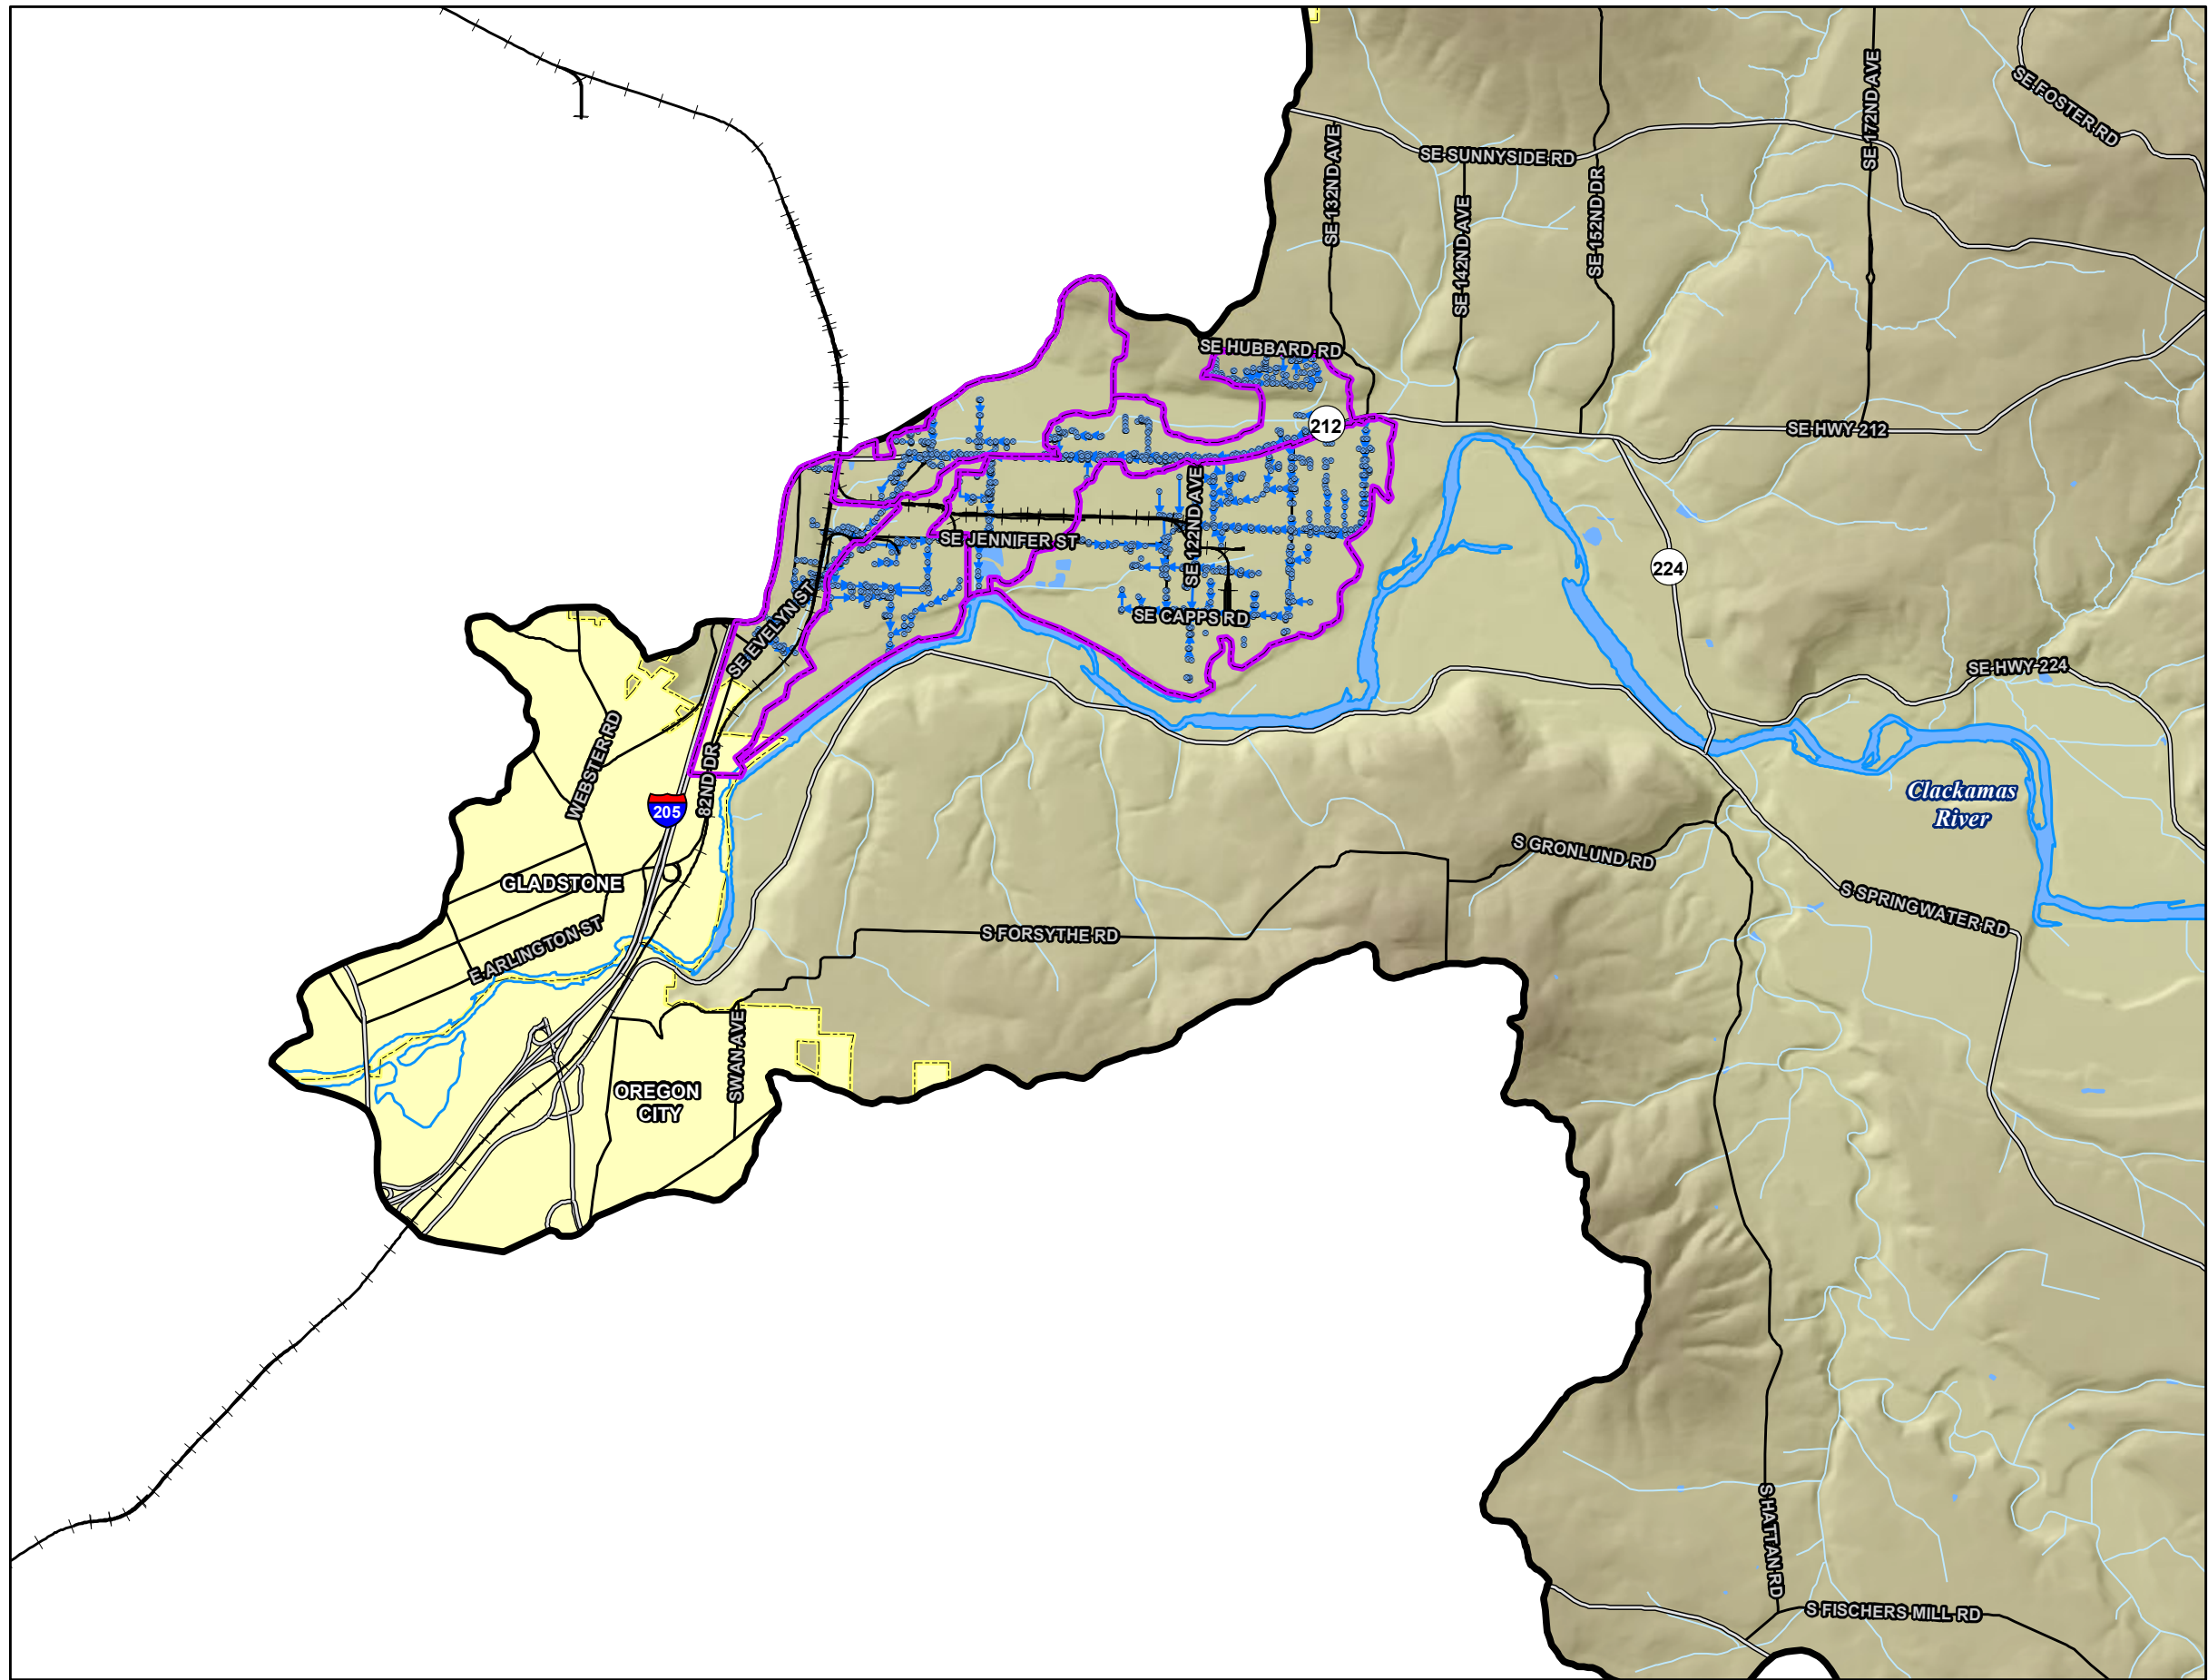 SE FOSTER RD
SE 172ND AVE
SE SUNNYSIDE RD
SE 132ND AVE
SE 142ND AVE
SE 152ND DR
SE HUBBARD RD
212
SE HWY 212
SE 122ND AVE
SE JENNIFER ST
224
SE EVELYN ST
SE CAPPS RD
SE HWY 224
WEBSTER RD
82ND DR
205
Clackamas
River
S GRONLUND RD
GLADSTONE
S SPRINGWATER RD
E ARLINGTON ST
S FORSYTHE RD
SWAN AVE
OREGON
CITY
S HATTAN RD
S FISCHERS MILL RD